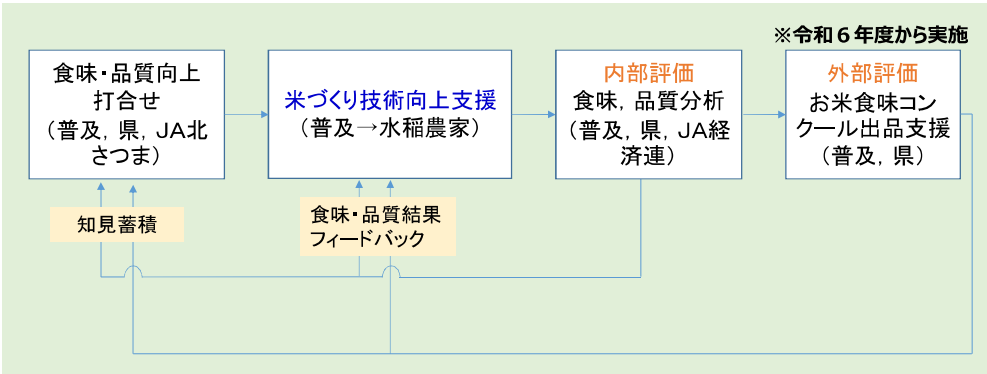 ※令和６年度から実施
食味・品質向上
打合せ
（普及，県，ＪＡ北
さつま）
米づくり技術向上支援
（普及→水稲農家）
内部評価
食味，品質分析
（普及，県，ＪＡ経
済連）
外部評価
お米食味コン
クール出品支援
（普及，県）
知見蓄積
食味・品質結果
フィードバック